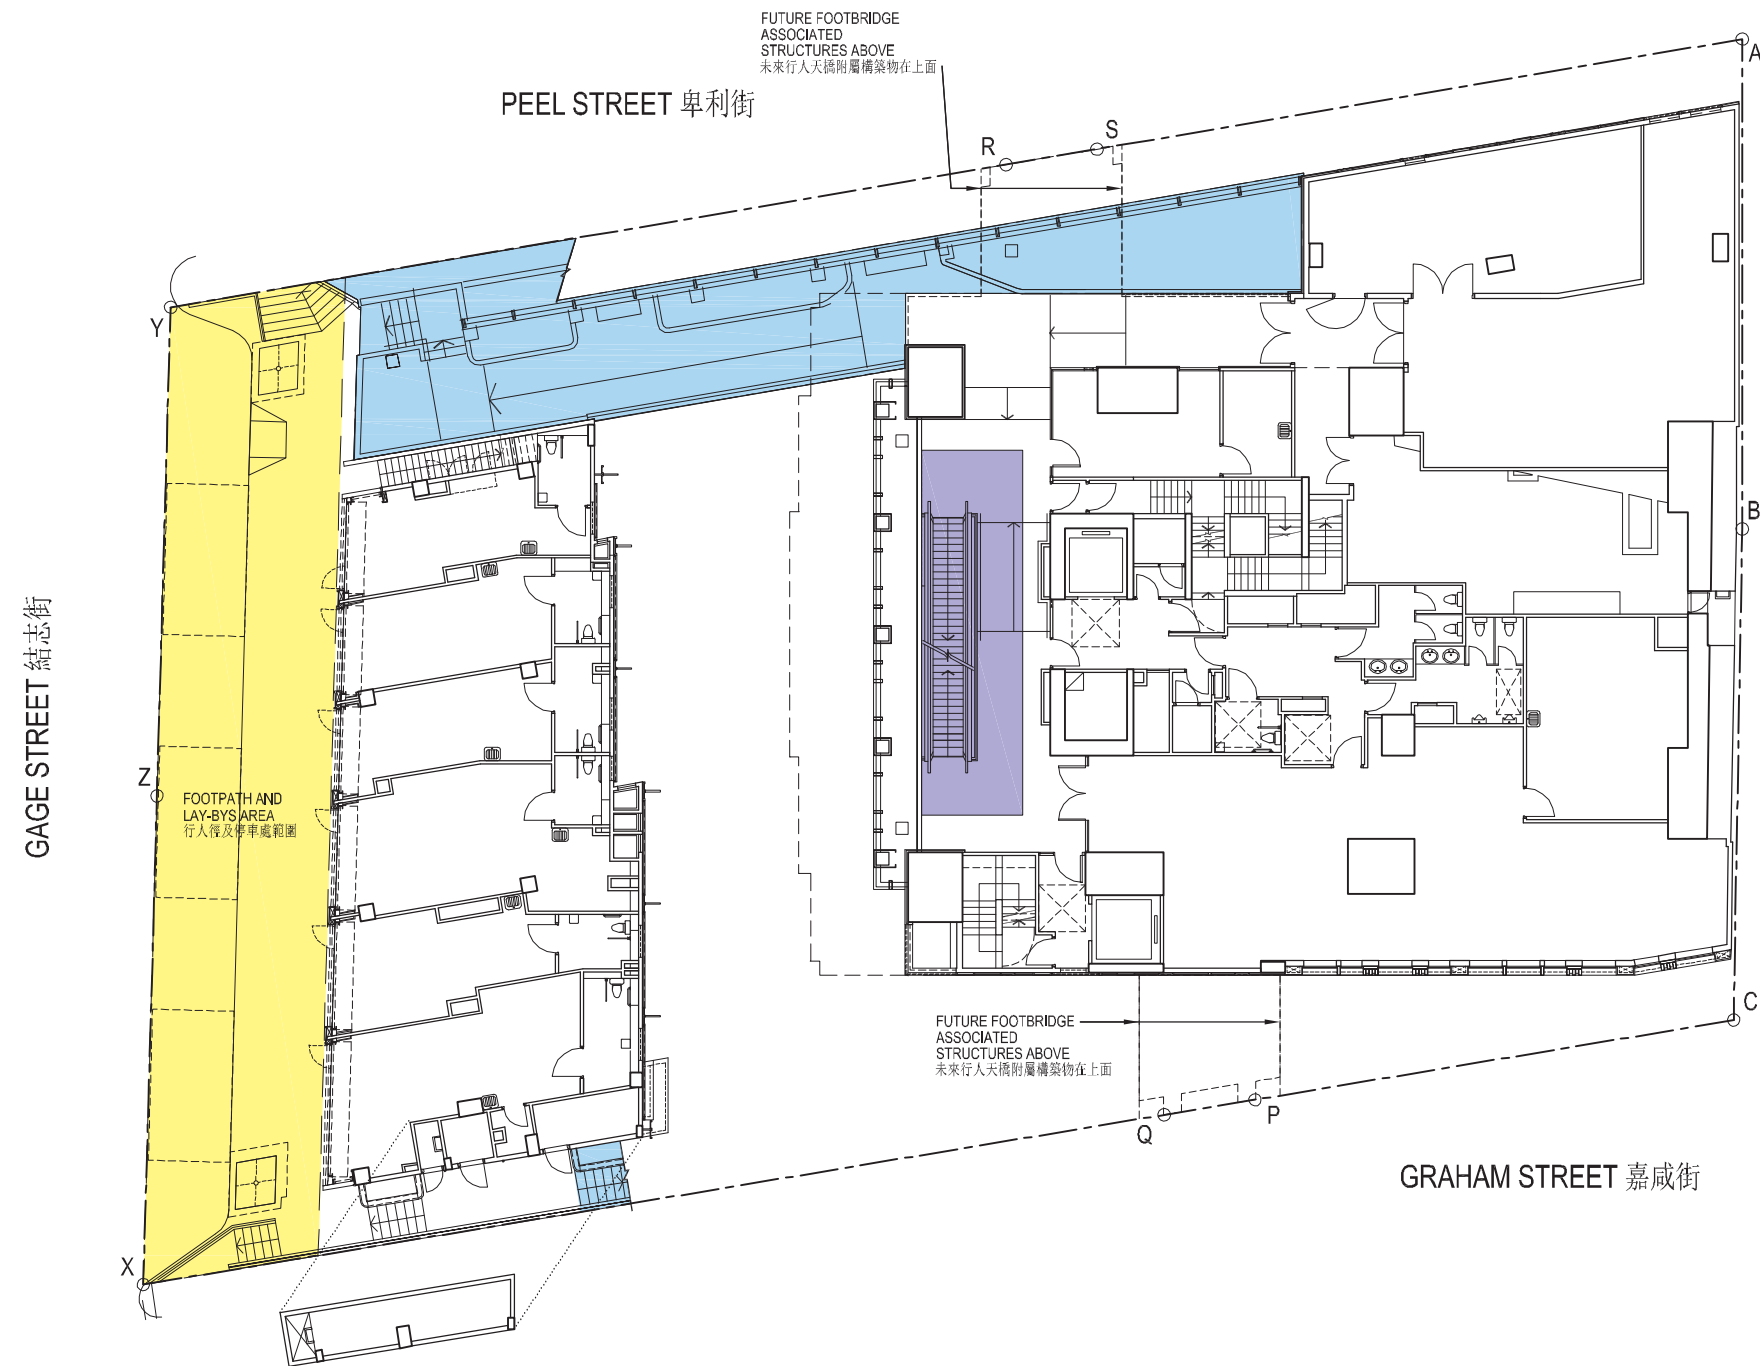 FUTURE FOOTBRIDGE
ASSOCIATED
STRUCTURES ABOVE
未來行人天橋附屬構築物在上面
A
PEEL STREET 卑利街
S
R
Y
B
GAGE STREET 結志街
Z
FOOTPATH AND
LAY-BYS AREA
行人徑及停車處範圍
C
FUTURE FOOTBRIDGE
ASSOCIATED
STRUCTURES ABOVE
未來行人天橋附屬構築物在上面
P
Q
GRAHAM STREET 嘉咸街
X